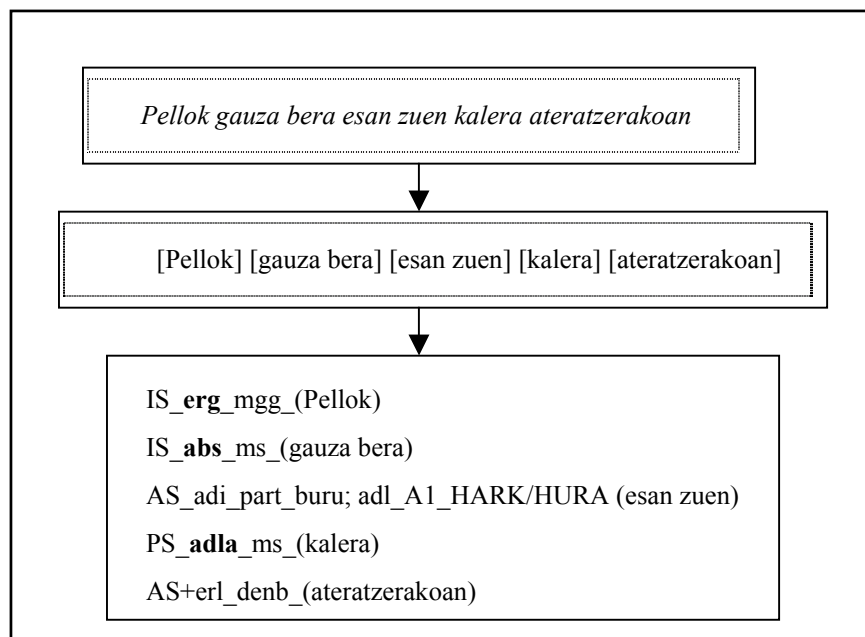 Pellok gauza bera esan zuen kalera ateratzerakoan
[Pellok] [gauza bera] [esan zuen] [kalera] [ateratzerakoan]
IS_erg_mgg_(Pellok)
IS_abs_ms_(gauza bera)
AS_adi_part_buru; adl_A1_HARK/HURA (esan zuen)
PS_adla_ms_(kalera)
AS+erl_denb_(ateratzerakoan)